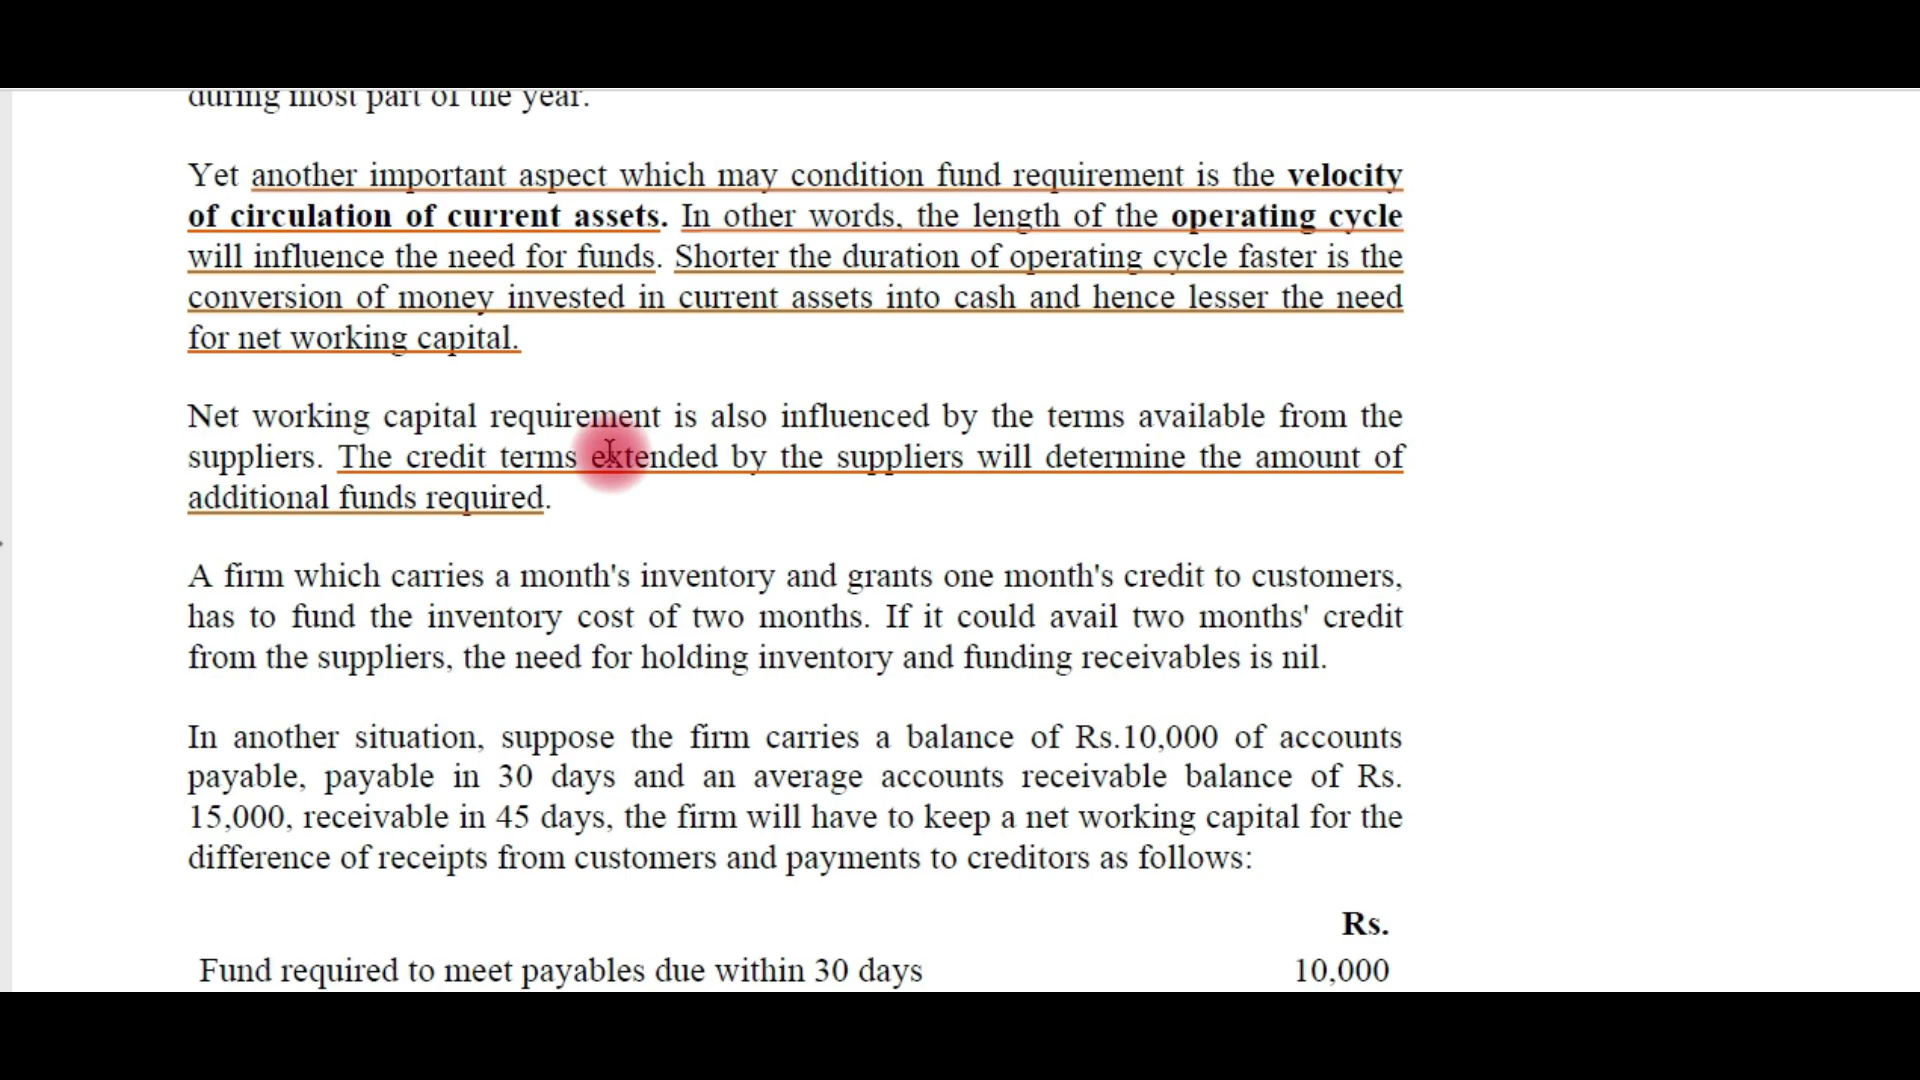 during most part of the year.
Yet another important aspect which may condition fund requirement is the velocity
of circulation of current assets. In other words, the length of the operating cycle
will influence the need for funds. Shorter the duration of operating cycle faster is the
conversion of money invested in current assets into cash and hence lesser the need
for net working capital.
Net working capital requirement is also influenced by the terms available from the
suppliers. The credit terms extended by the suppliers will determine the amount of
additional funds required.
A firm which carries a month's inventory and grants one month's credit to customers,
has to fund the inventory cost of two months. If it could avail two months' credit
from the suppliers, the need for holding inventory and funding receivables is nil.
In another situation, suppose the firm carries a balance of Rs.10,000 of accounts
payable, payable in 30 days and an average accounts receivable balance of Rs.
15,000, receivable in 45 days, the firm will have to keep a net working capital for the
difference of receipts from customers and payments to creditors as follows:
Rs.
Fund required to meet payables due within 30 days 10,000